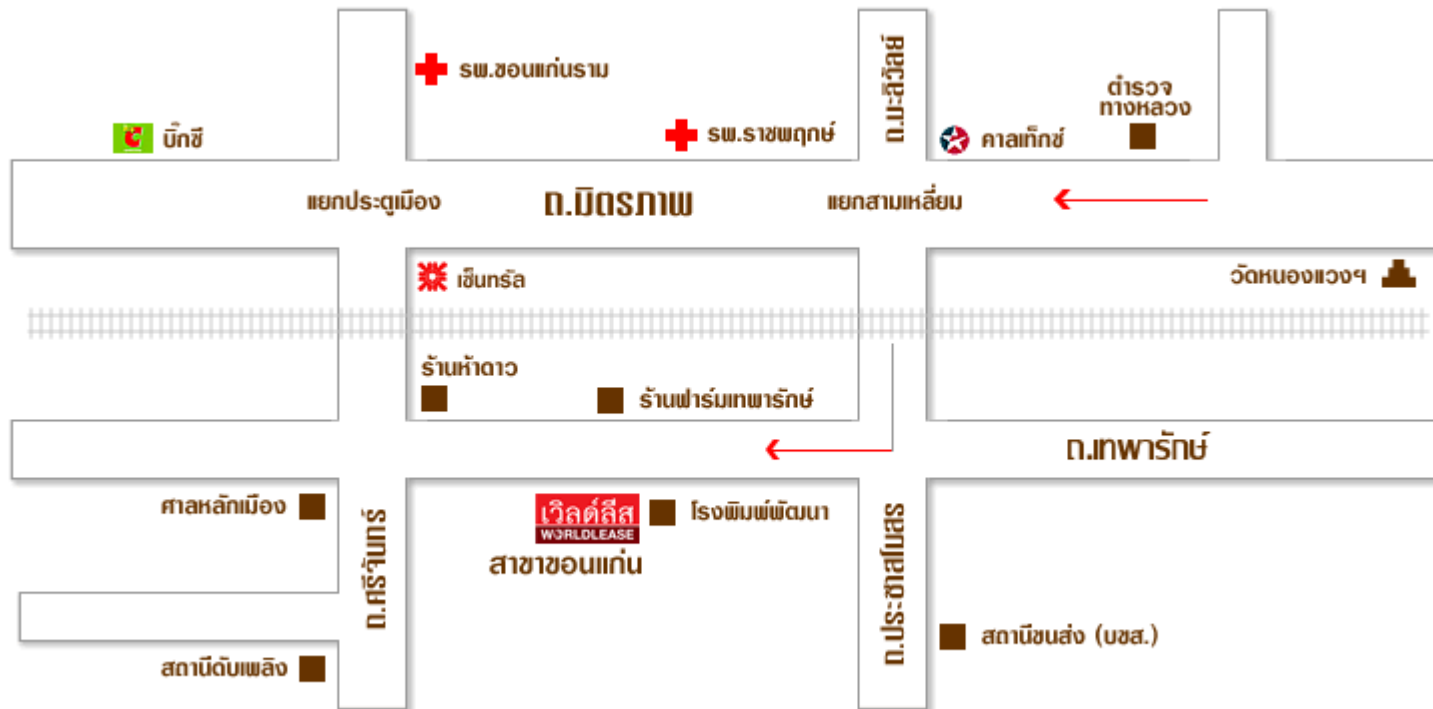 รพ.ขอนแก่นราม
ถ.มะลิวัลย์
ตำรวจ
ทางหลวง
บิ๊กซี
รพ.ราชพฤกษ์
คาลเท็กซ์
แยกประตูเมือง
ถ.มิตรภาพ
แยกสามเหลี่ยม
เซ็นทรัล
วัดหนองแวงฯ
ร้านห้าดาว
ร้านฟาร์มเทพารักษ์
ถ.เทพารักษ์
ศาลหลักเมือง
เวิลด์ลีส
WORLDLEASE
โรงพิมพ์พัฒนา
สาขาขอนแก่น
ถ.ศรีจันทร์
ถ.ประชาสโมสร
สถานีขนส่ง (บขส.)
สถานีดับเพลิง